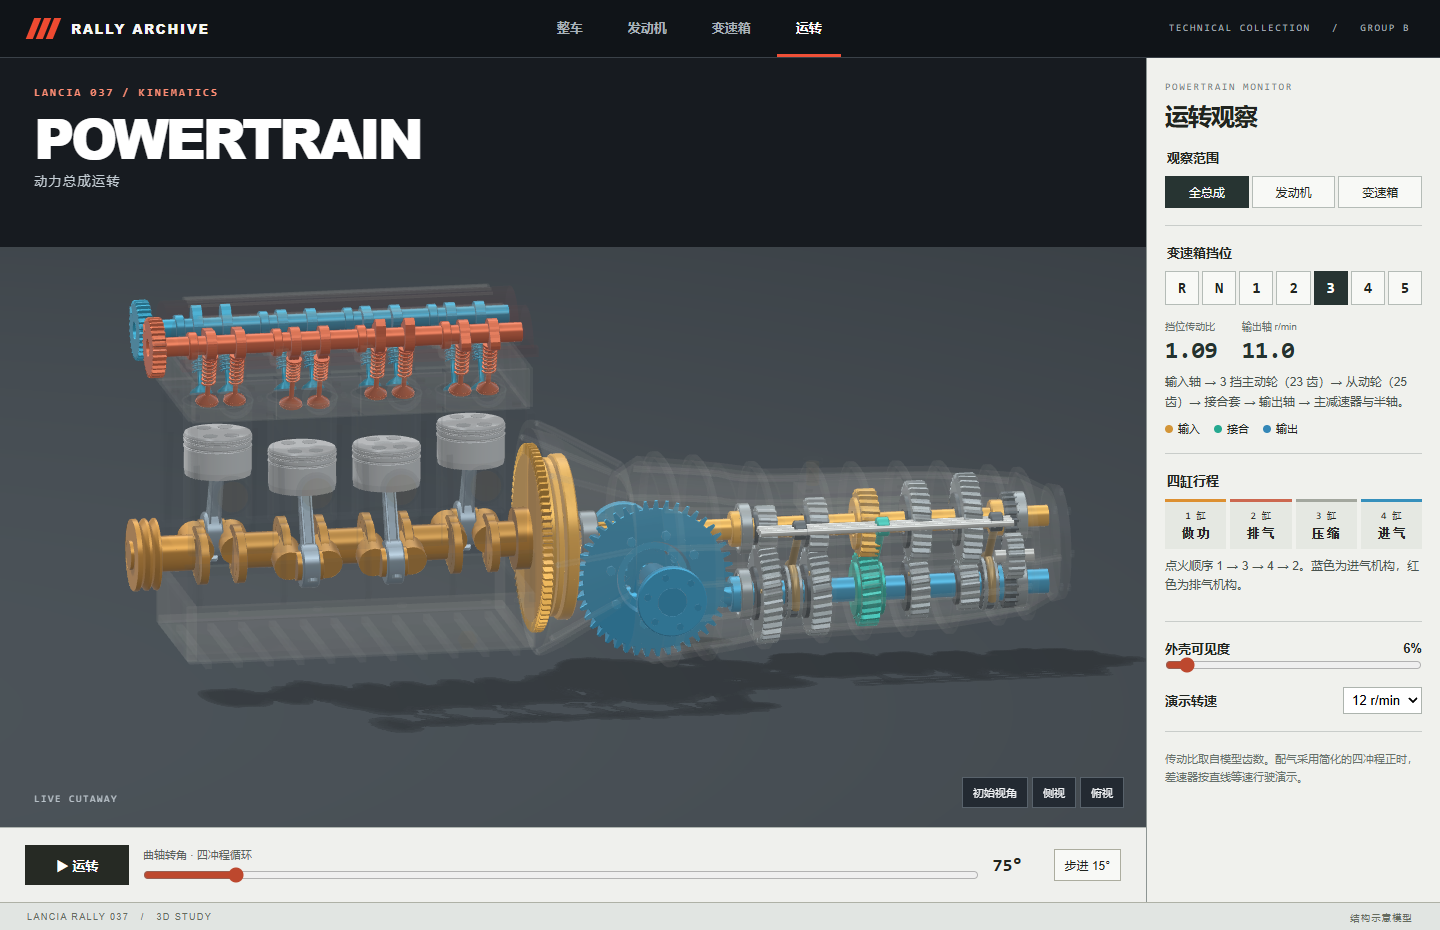 RALLY ARCHIVE
整车 发动机 变速箱 运转
TECHNICAL COLLECTION / GROUP B
LANCIA 037 / KINEMATICS
POWERTRAIN
动力总成运转
LIVE CUTAWAY
初始视角 侧视 俯视
▶ 运转
曲轴转角 · 四冲程循环
75°
步进 15°
POWERTRAIN MONITOR
运转观察
观察范围
全总成 发动机 变速箱
变速箱挡位
R N 1 2 3 4 5
挡位传动比 输出轴 r/min
1.09 11.0
输入轴 → 3 挡主动轮（23 齿）→ 从动轮（25
齿）→ 接合套 → 输出轴 → 主减速器与半轴。
输入 接合 输出
四缸行程
1 缸 2 缸 3 缸 4 缸
做功 排气 压缩 进气
点火顺序 1 → 3 → 4 → 2。蓝色为进气机构，红
色为排气机构。
外壳可见度 6%
演示转速 12 r/min
传动比取自模型齿数。配气采用简化的四冲程正时，
差速器按直线等速行驶演示。
LANCIA RALLY 037 / 3D STUDY
结构示意模型